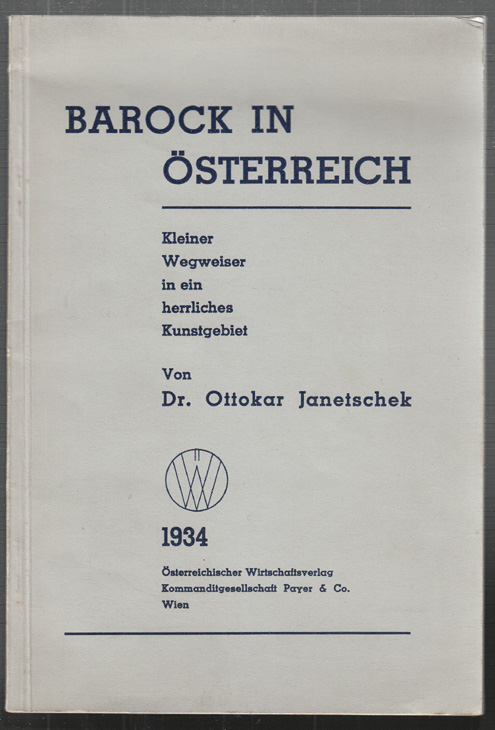 BAROCK IN
ÖSTERREICH
Kleiner
Wegweiser
in ein
herrliches
Kunstgebiet
Von
Dr. Ottokar Janetschek
1934
Österreichischer Wirtschaftsverlag
Kommanditgesellschaft Payer & Co.
Wien